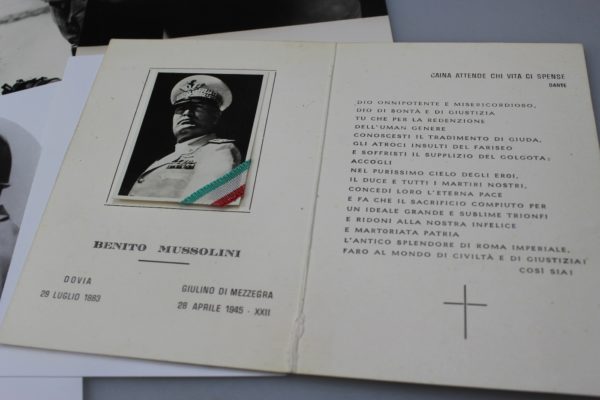 BENITO MUSSOLINI
DOVIA
29 LUGLIO 1883
GIULINO DI MEZZEGRA
28 APRILE 1945 - XXII
CAINA ATTENDE CHI VITA CI SPENSE
DANTE
DIO ONNIPOTENTE E MISERICORDIOSO,
DIO DI BONTÀ E DI GIUSTIZIA
TU CHE PER LA REDENZIONE
DELL'UMAN GENERE
CONOSCESTI IL TRADIMENTO DI GIUDA,
GLI ATROCI INSULTI DEL FARISEO
E SOFFRISTI IL SUPPLIZIO DEL GOLGOTA:
ACCOGLI
NEL PURISSIMO CIELO DEGLI EROI,
IL DUCE E TUTTI I MARTIRI NOSTRI,
CONCEDI LORO L'ETERNA PACE
E FA CHE IL SACRIFICIO COMPIUTO PER
UN IDEALE GRANDE E SUBLIME TRIONFI
E RIDONI ALLA NOSTRA INFELICE
E MARTORIATA PATRIA
L'ANTICO SPLENDORE DI ROMA IMPERIALE,
FARO AL MONDO DI CIVILTÀ E DI GIUSTIZIA!
COSÌ SIA!